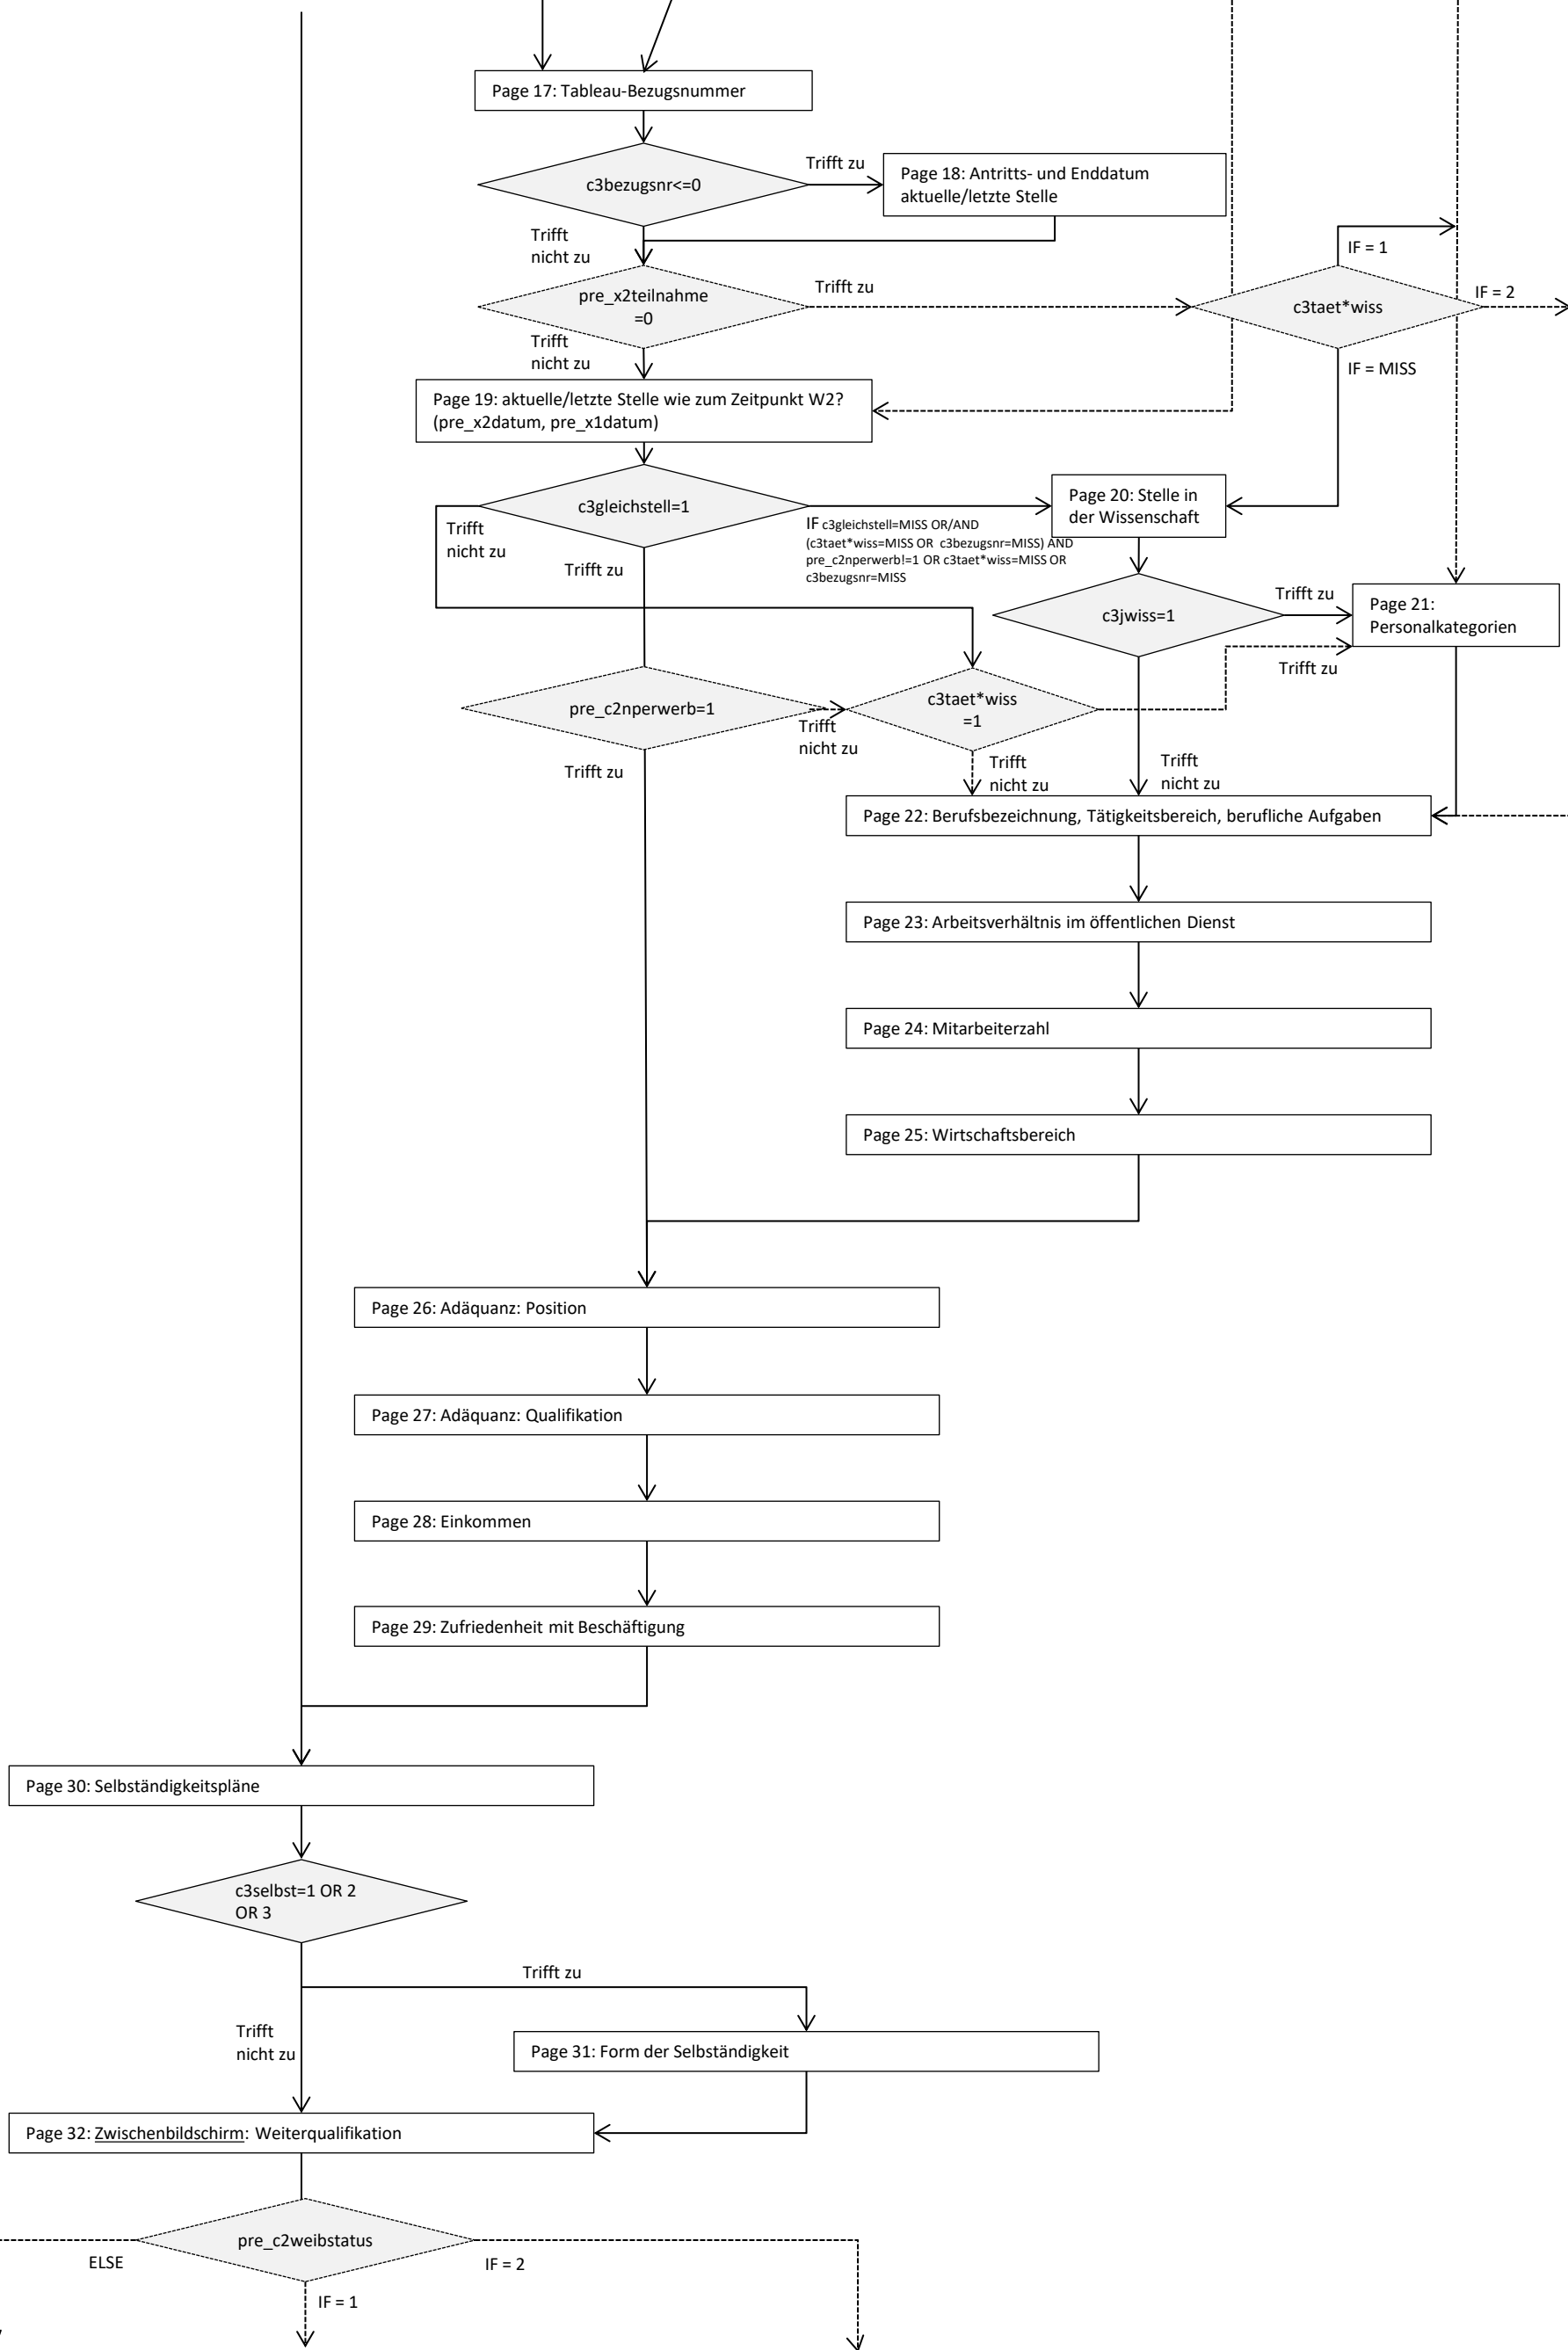 Page 17: Tableau-Bezugsnummer
c3bezugsnr<=0
Trifft zu
Page 18: Antritts- und Enddatum
aktuelle/letzte Stelle
Trifft
nicht zu
IF = 1
pre_x2teilnahme
=0
Trifft zu
c3taet*wiss
IF = 2
Trifft
nicht zu
IF = MISS
Page 19: aktuelle/letzte Stelle wie zum Zeitpunkt W2?
(pre_x2datum, pre_x1datum)
c3gleichstell=1
Page 20: Stelle in
der Wissenschaft
Trifft
nicht zu
IF c3gleichstell=MISS OR/AND
(c3taet*wiss=MISS OR  c3bezugsnr=MISS) AND
pre_c2nperwerb!=1 OR c3taet*wiss=MISS OR
c3bezugsnr=MISS
Trifft zu
c3jwiss=1
Trifft zu
Page 21:
Personalkategorien
Trifft zu
pre_c2nperwerb=1
Trifft
nicht zu
c3taet*wiss
=1
Trifft zu
Trifft
nicht zu
Trifft
nicht zu
Page 22: Berufsbezeichnung, Tätigkeitsbereich, berufliche Aufgaben
Page 23: Arbeitsverhältnis im öffentlichen Dienst
Page 24: Mitarbeiterzahl
Page 25: Wirtschaftsbereich
Page 26: Adäquanz: Position
Page 27: Adäquanz: Qualifikation
Page 28: Einkommen
Page 29: Zufriedenheit mit Beschäftigung
Page 30: Selbständigkeitspläne
c3selbst=1 OR 2
OR 3
Trifft zu
Trifft
nicht zu
Page 31: Form der Selbständigkeit
Page 32: Zwischenbildschirm: Weiterqualifikation
pre_c2weibstatus
ELSE
IF = 2
IF = 1